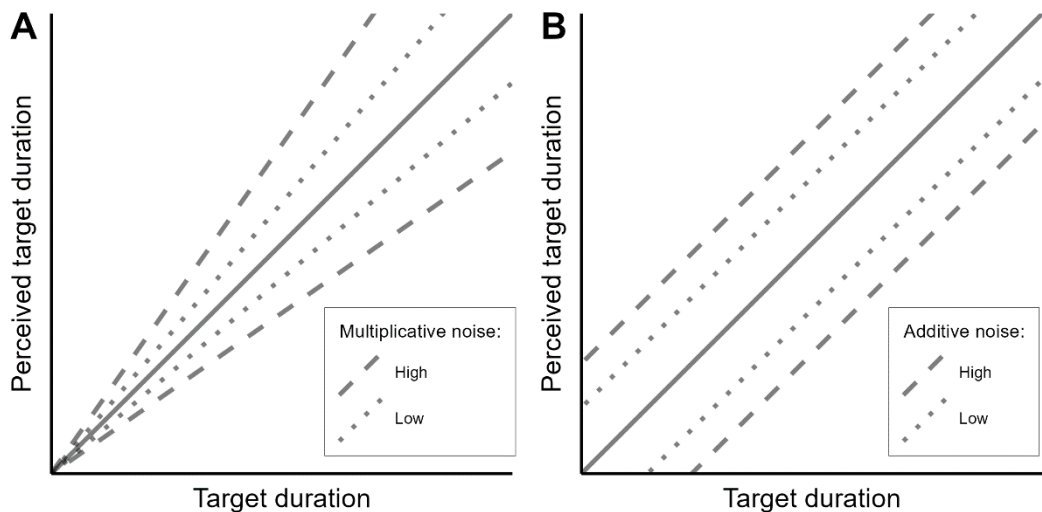 A
Perceived target duration
Multiplicative noise:
High
Low
Target duration
B
Perceived target duration
Additive noise:
High
Low
Target duration